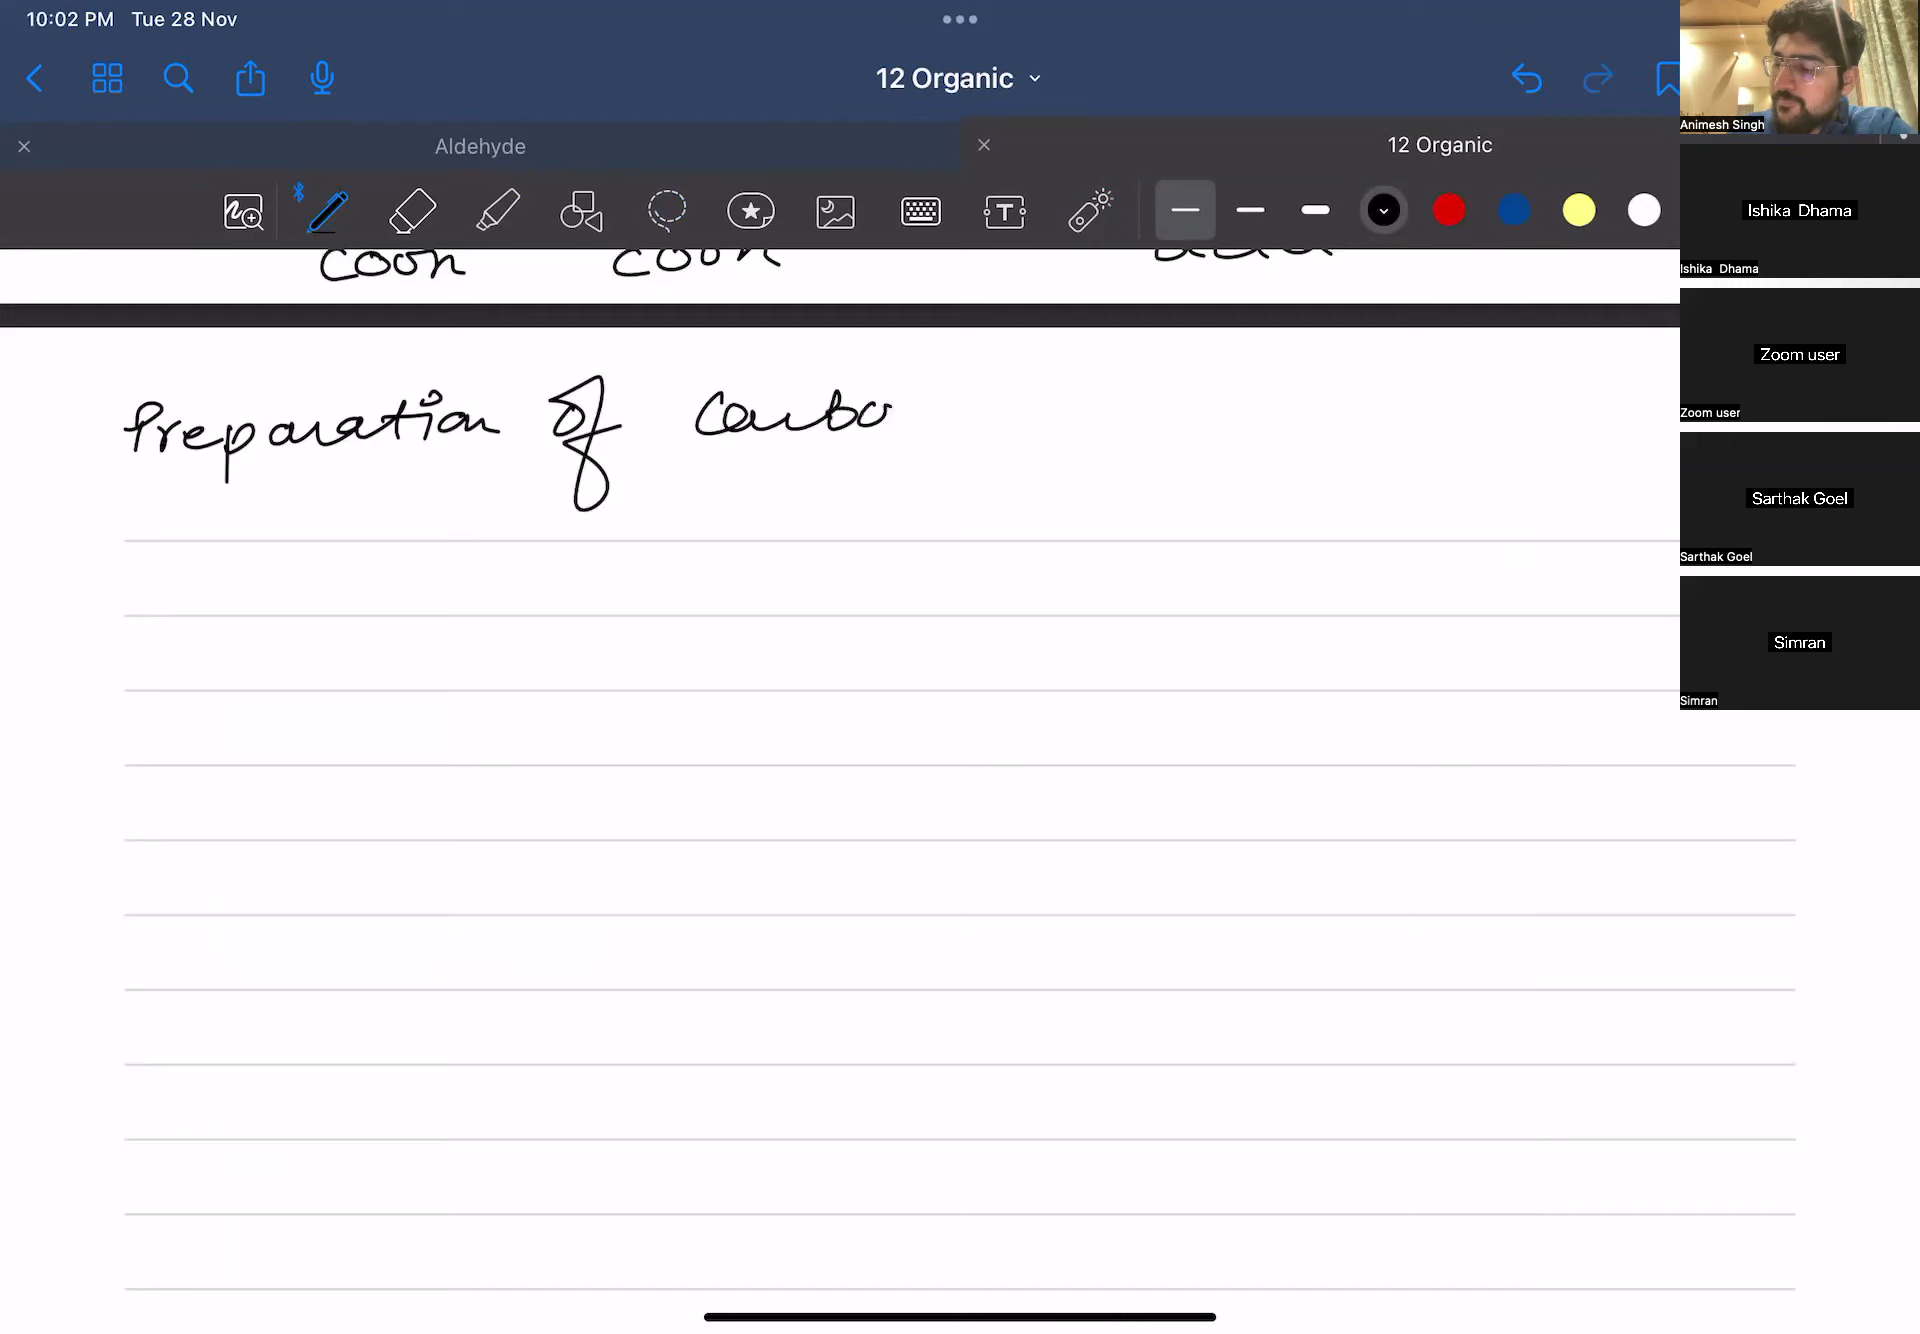 10:02 PM Tue 28 Nov
12 Organic
Aldehyde
12 Organic
T
COOH COOH
Preparation of Carbo
Animesh Singh
Ishika Dhama
Ishika Dhama
Zoom user
Zoom user
Sarthak Goel
Sarthak Goel
Simran
Simran